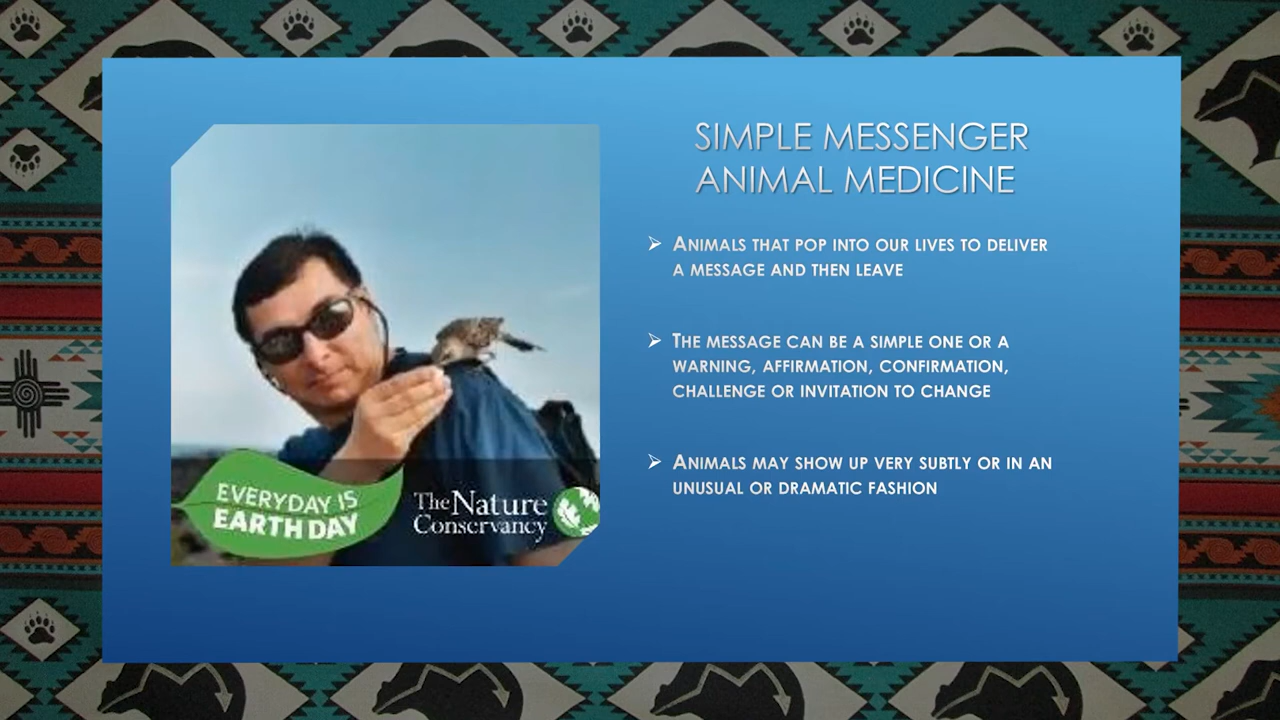 SIMPLE MESSENGER
ANIMAL MEDICINE
ANIMALS THAT POP INTO OUR LIVES TO DELIVER
A MESSAGE AND THEN LEAVE
THE MESSAGE CAN BE A SIMPLE ONE OR A
WARNING, AFFIRMATION, CONFIRMATION,
CHALLENGE OR INVITATION TO CHANGE
ANIMALS MAY SHOW UP VERY SUBTLY OR IN AN
UNUSUAL OR DRAMATIC FASHION
EVERYDAY IS
EARTH DAY
The Nature
Conservancy